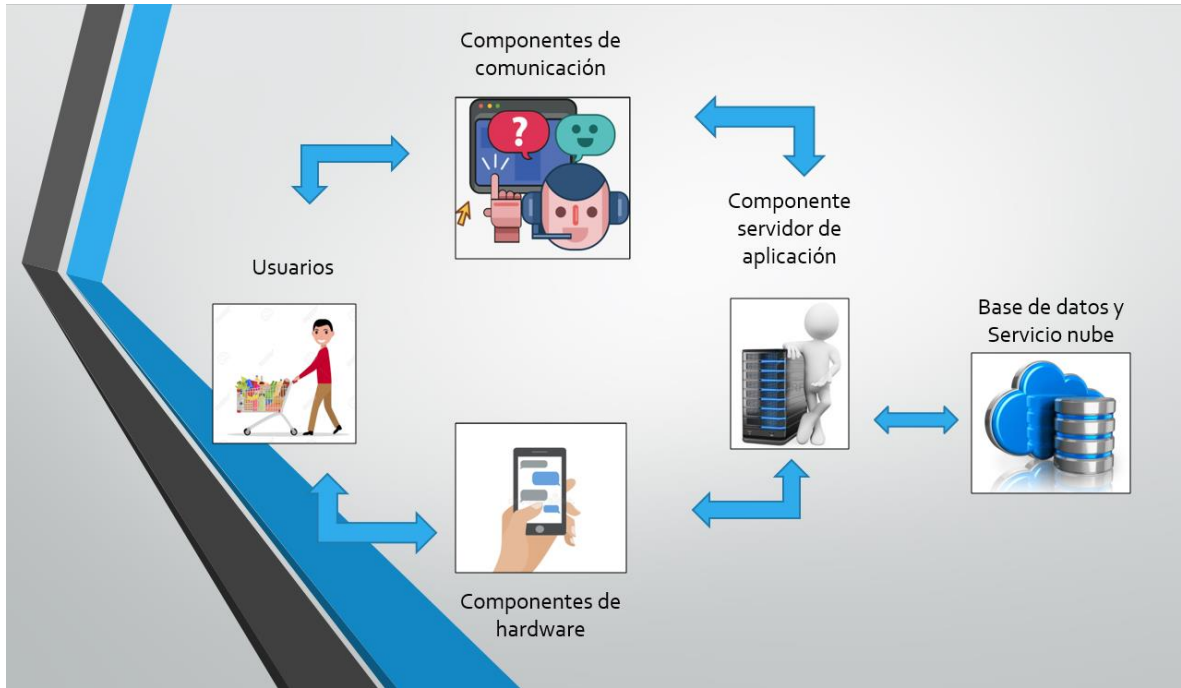 Componentes de
comunicación
?
Usuarios
Componente
servidor de
aplicación
Base de datos y
Servicio nube
Componentes de
hardware